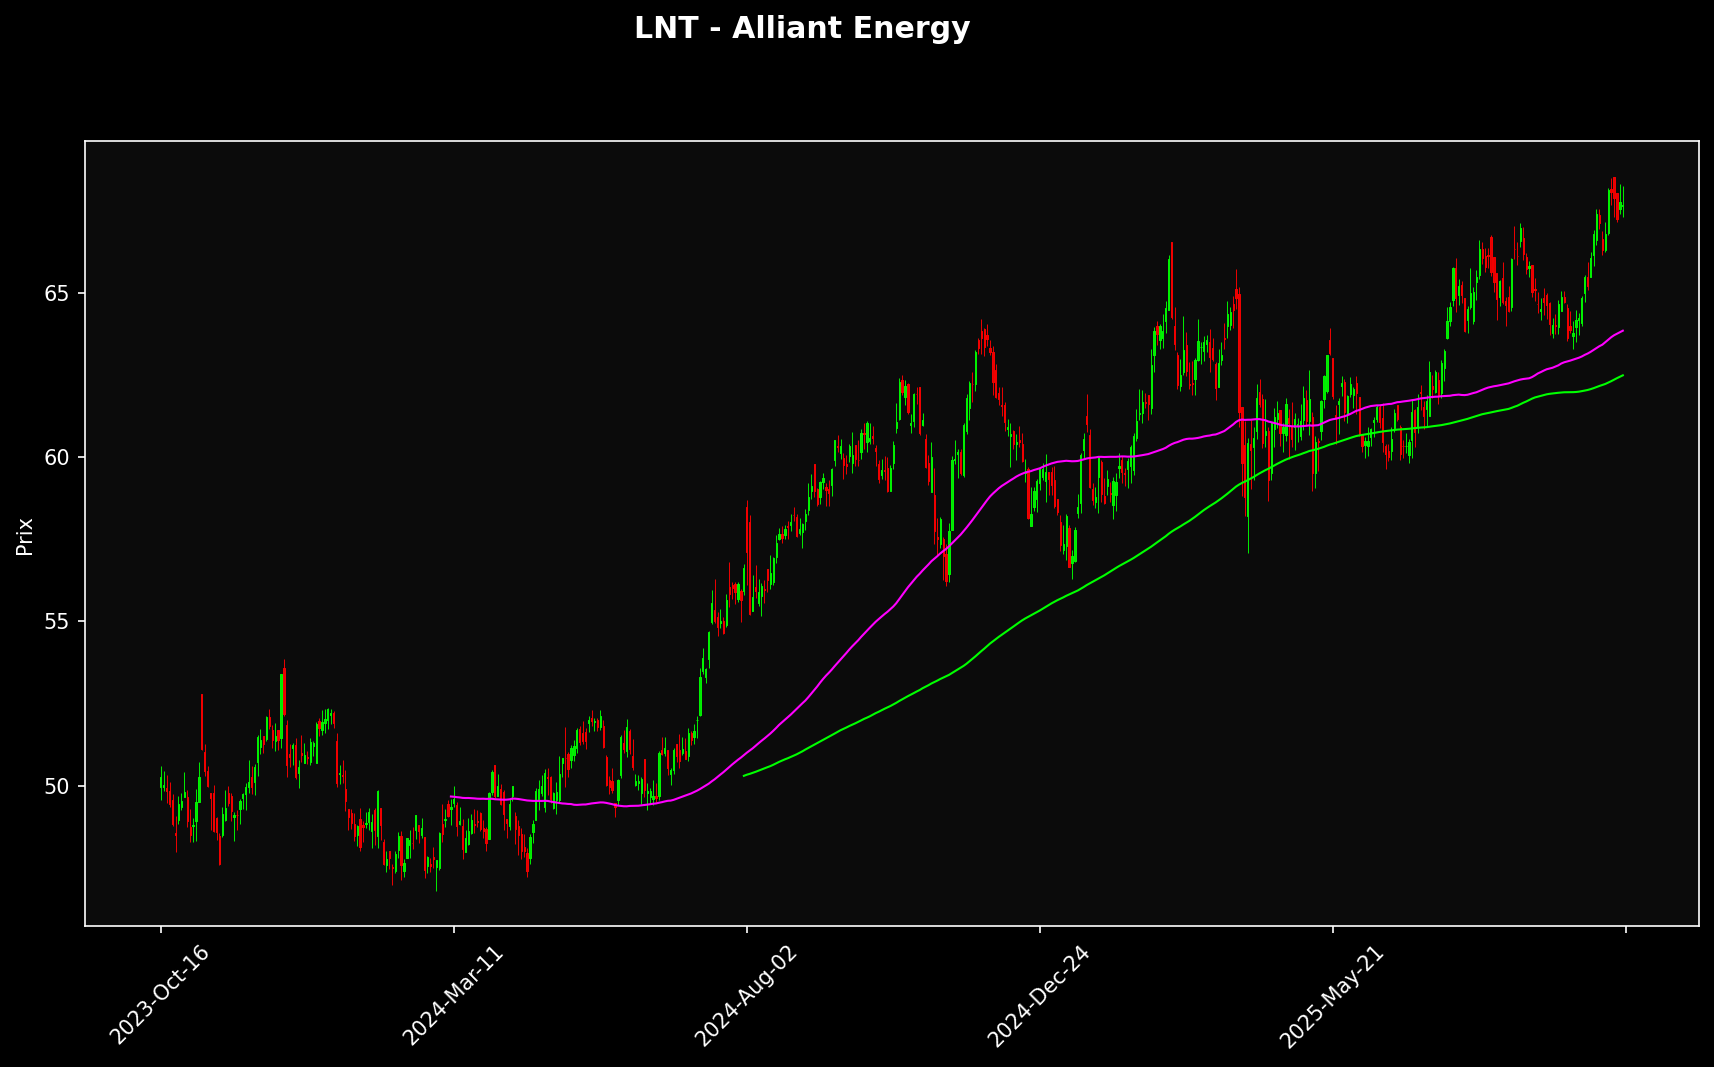 LNT - Alliant Energy
Prix
65
60
55
50
2023-Oct-16
2024-Mar-11
2024-Aug-02
2024-Dec-24
2025-May-21